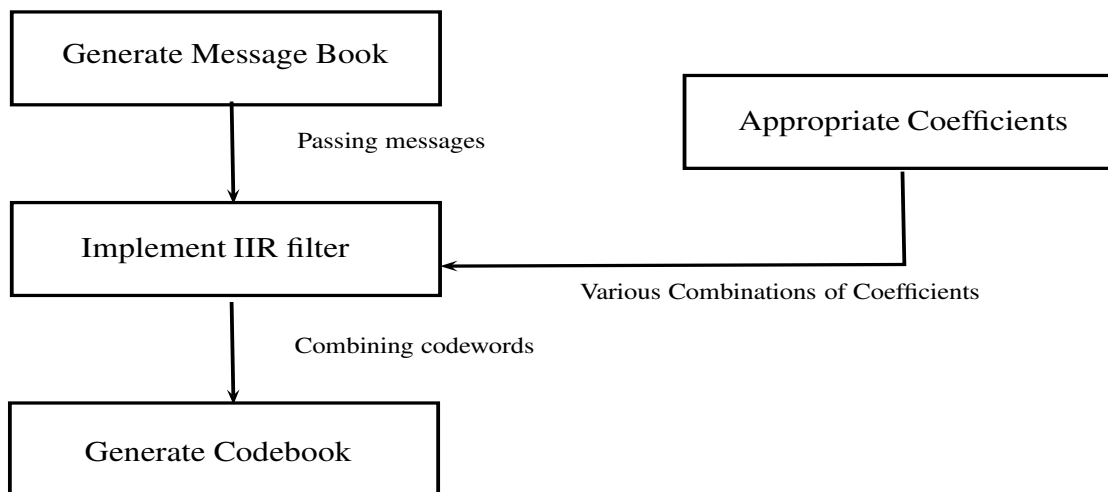 Generate Message Book
Appropriate Coefficients
Passing messages
Implement IIR filter
Various Combinations of Coefficients
Combining codewords
Generate Codebook